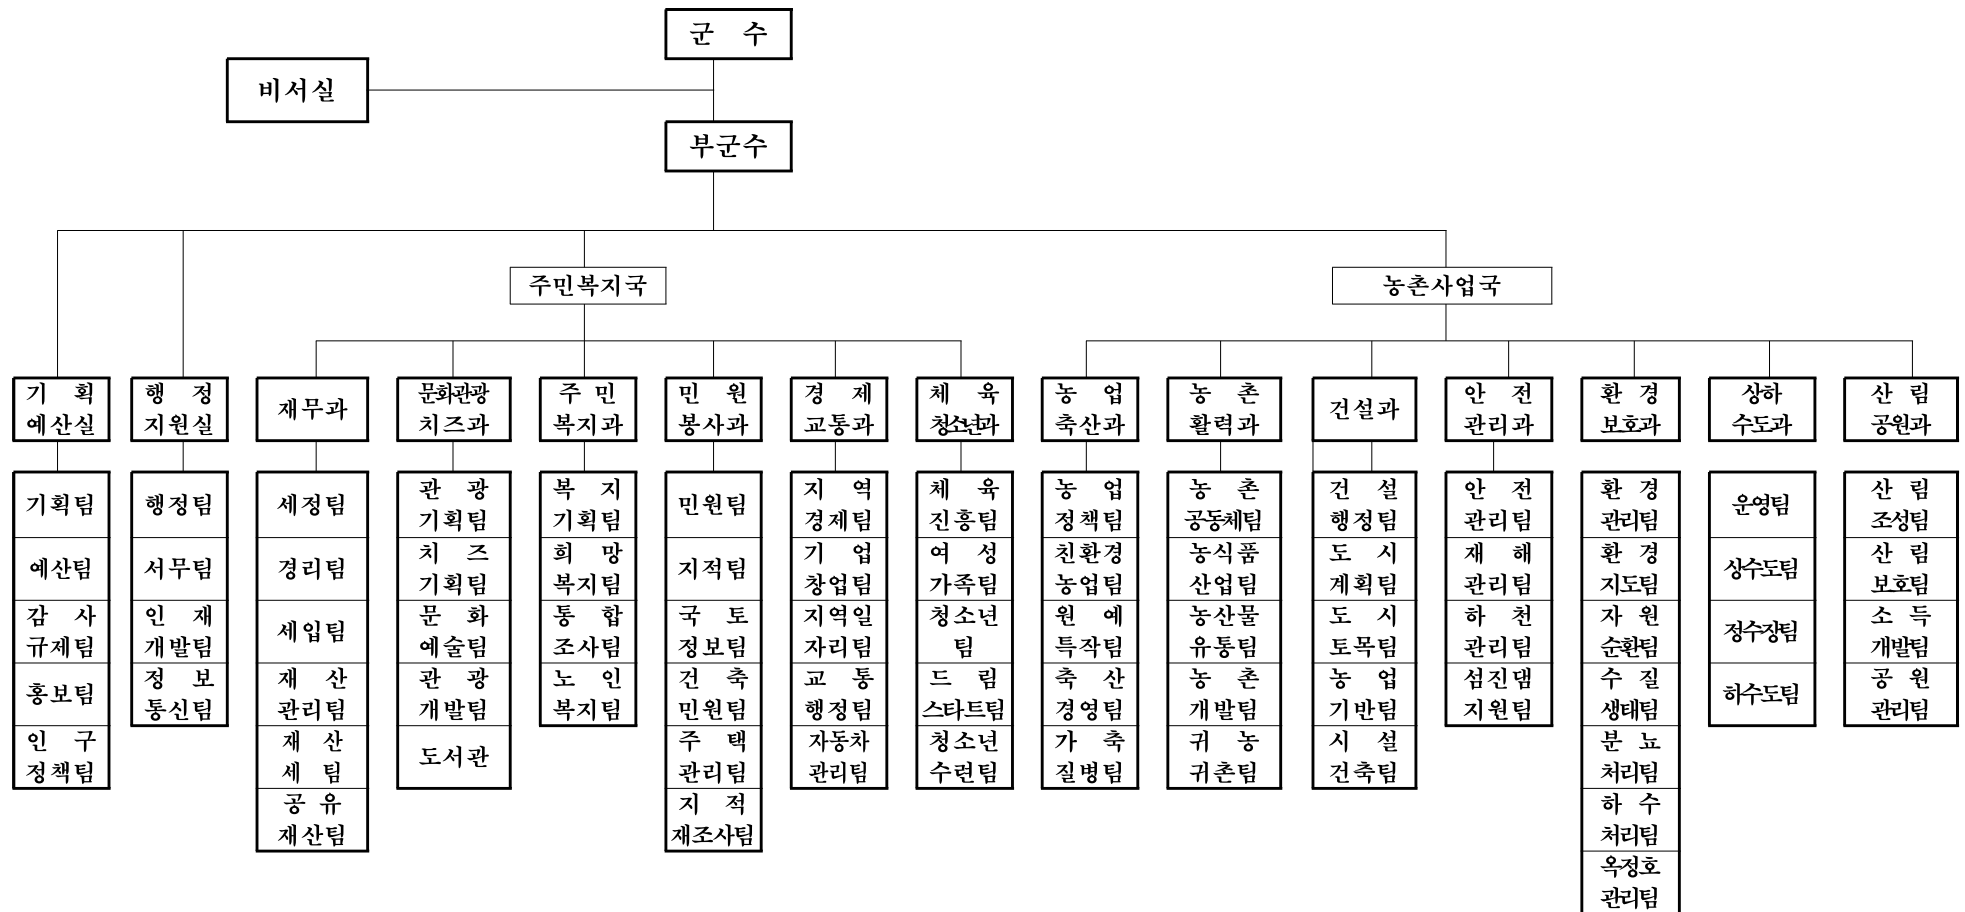 군 수
비서실
부군수
주민복지국
농촌사업국
기 획
예산실
행 정
지원실
재무과
문화관광
치즈과
주 민
복지과
민 원
봉사과
경 제
교통과
체 육
청소년과
농 업
축산과
농 촌
활력과
건설과
안 전
관리과
환 경
보호과
상하
수도과
산 림
공원과
기획팀
예산팀
감 사
규제팀
홍보팀
인 구
정책팀
행정팀
서무팀
인 재
개발팀
정 보
통신팀
세정팀
경리팀
세입팀
재 산
관리팀
재 산
세 팀
공 유
재산팀
관 광
기획팀
치 즈
기획팀
문 화
예술팀
관 광
개발팀
도서관
복 지
기획팀
희 망
복지팀
통 합
조사팀
노 인
복지팀
민원팀
지적팀
국 토
정보팀
건 축
민원팀
주 택
관리팀
지 적
재조사팀
지 역
경제팀
기 업
창업팀
지역일
자리팀
교 통
행정팀
자동차
관리팀
체 육
진흥팀
여 성
가족팀
청소년
팀
드 림
스타트팀
청소년
수련팀
농 업
정책팀
친환경
농업팀
원 예
특작팀
축 산
경영팀
가 축
질병팀
농 촌
공동체팀
농식품
산업팀
농산물
유통팀
농 촌
개발팀
귀 농
귀촌팀
건 설
행정팀
도 시
계획팀
도 시
토목팀
농 업
기반팀
시 설
건축팀
안 전
관리팀
재 해
관리팀
하 천
관리팀
섬진댐
지원팀
환 경
관리팀
환 경
지도팀
자 원
순환팀
수 질
생태팀
분 뇨
처리팀
하 수
처리팀
옥정호
관리팀
운영팀
상수도팀
정수장팀
하수도팀
산 림
조성팀
산 림
보호팀
소 득
개발팀
공 원
관리팀